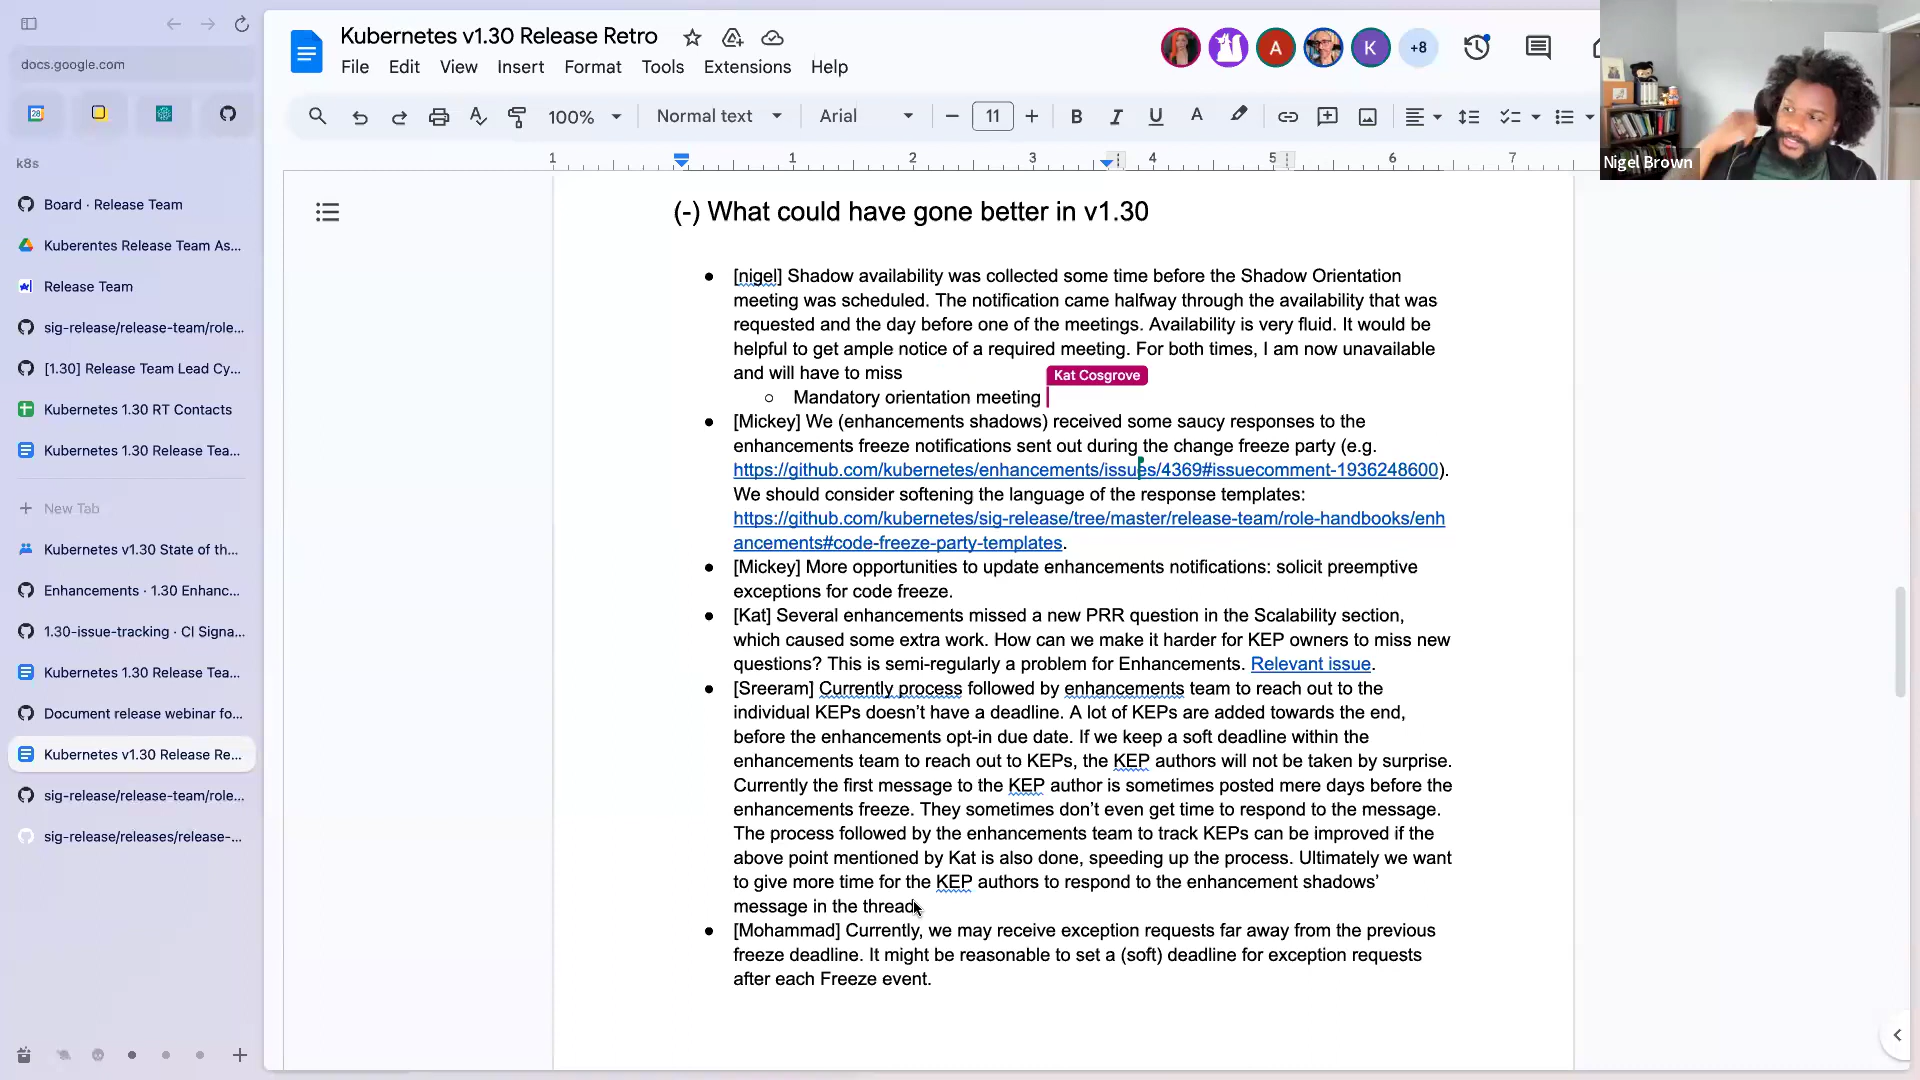 docs.google.com
28
k8s
Board · Release Team
Kuberentes Release Team As...
Release Team
sig-release/release-team/role...
[1.30] Release Team Lead Cy...
Kubernetes 1.30 RT Contacts
Kubernetes 1.30 Release Tea...
New Tab
Kubernetes v1.30 State of th...
Enhancements · 1.30 Enhanc...
1.30-issue-tracking · CI Signa...
Kubernetes 1.30 Release Tea...
Document release webinar fo...
Kubernetes v1.30 Release Re...
sig-release/release-team/role...
sig-release/releases/release-...
Kubernetes v1.30 Release Retro
File Edit View Insert Format Tools Extensions Help
A K +8
100% Normal text Arial 11 B I U A
1 1 2 3 4 5 6 7
Nigel Brown
(-) What could have gone better in v1.30
[nigel] Shadow availability was collected some time before the Shadow Orientation
meeting was scheduled. The notification came halfway through the availability that was
requested and the day before one of the meetings. Availability is very fluid. It would be
helpful to get ample notice of a required meeting. For both times, I am now unavailable
and will have to miss
Kat Cosgrove
Mandatory orientation meeting
[Mickey] We (enhancements shadows) received some saucy responses to the
enhancements freeze notifications sent out during the change freeze party (e.g.
https://github.com/kubernetes/enhancements/issues/4369#issuecomment-1936248600).
We should consider softening the language of the response templates:
https://github.com/kubernetes/sig-release/tree/master/release-team/role-handbooks/enh
ancements#code-freeze-party-templates.
[Mickey] More opportunities to update enhancements notifications: solicit preemptive
exceptions for code freeze.
[Kat] Several enhancements missed a new PRR question in the Scalability section,
which caused some extra work. How can we make it harder for KEP owners to miss new
questions? This is semi-regularly a problem for Enhancements. Relevant issue.
[Sreeram] Currently process followed by enhancements team to reach out to the
individual KEPs doesn't have a deadline. A lot of KEPs are added towards the end,
before the enhancements opt-in due date. If we keep a soft deadline within the
enhancements team to reach out to KEPs, the KEP authors will not be taken by surprise.
Currently the first message to the KEP author is sometimes posted mere days before the
enhancements freeze. They sometimes don't even get time to respond to the message.
The process followed by the enhancements team to track KEPs can be improved if the
above point mentioned by Kat is also done, speeding up the process. Ultimately we want
to give more time for the KEP authors to respond to the enhancement shadows'
message in the thread.
[Mohammad] Currently, we may receive exception requests far away from the previous
freeze deadline. It might be reasonable to set a (soft) deadline for exception requests
after each Freeze event.